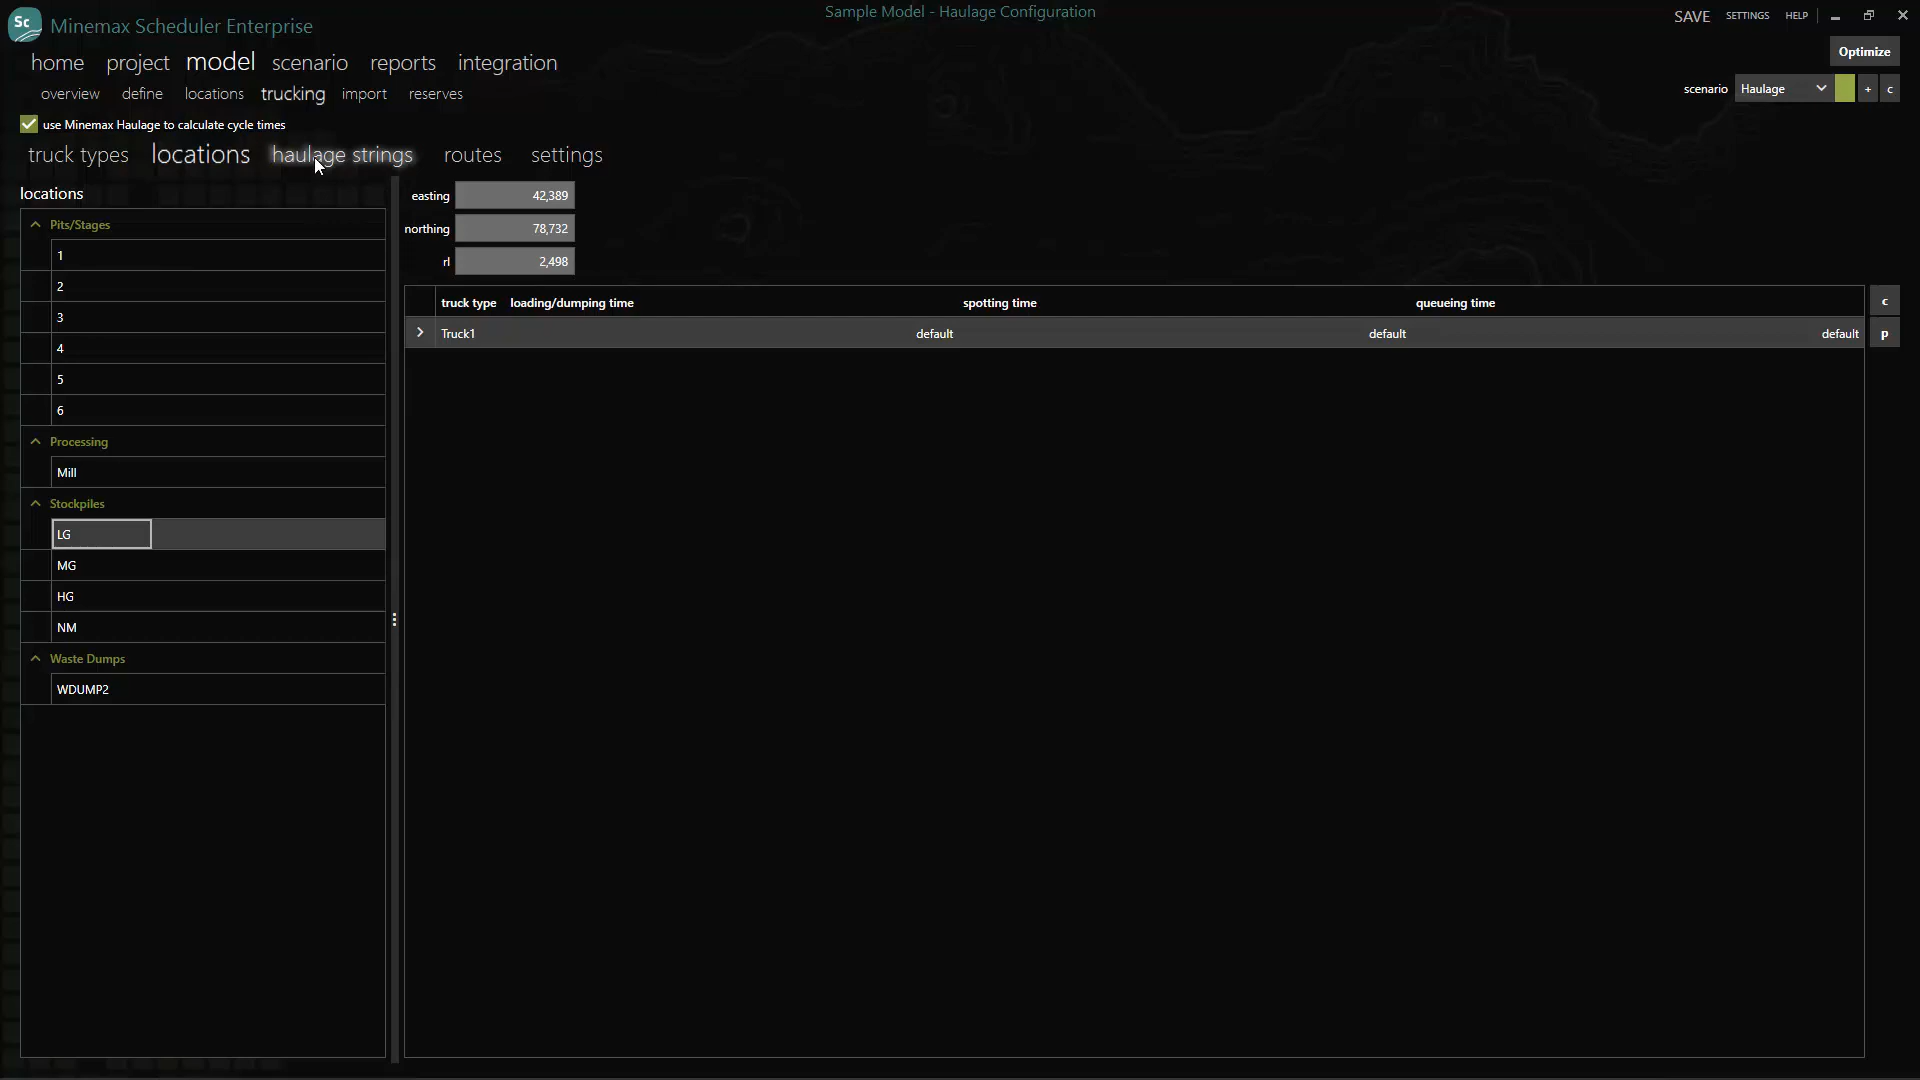 Sc Minemax Scheduler Enterprise
Sample Model - Haulage Configuration
SAVE SETTINGS HELP
home project model scenario reports integration
Optimize
overview define locations trucking import reserves
scenario Haulage + c
use Minemax Haulage to calculate cycle times
truck types locations haulage strings routes settings
locations
Pits/Stages
1
2
3
4
5
6
Processing
Mill
Stockpiles
LG
MG
HG
NM
Waste Dumps
WDUMP2
easting 42,389
northing 78,732
rl 2,498
truck type loading/dumping time spotting time queueing time c
Truck1 default default default p